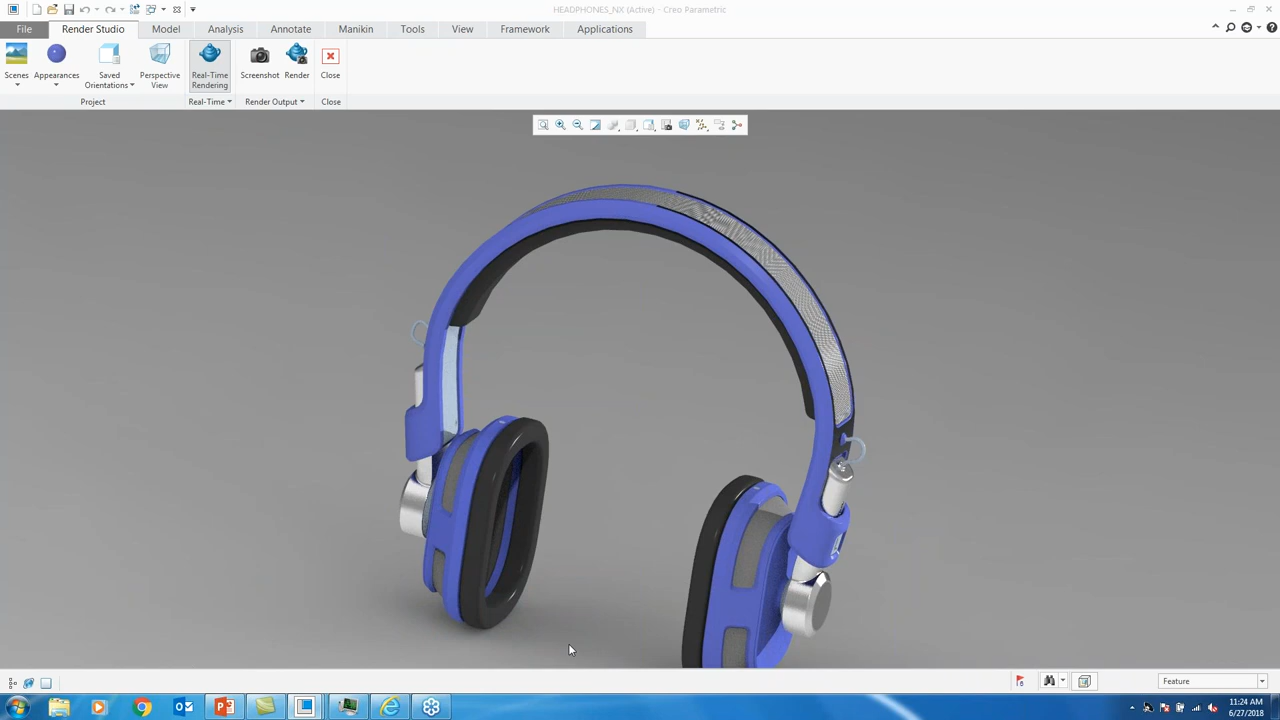 HEADPHONES_NX (Active) - Creo Parametric
File Render Studio Model Analysis Annotate Manikin Tools View Framework Applications
Scenes Appearances Saved Orientations Perspective View Real-Time Rendering Screenshot Render Close
Project Real-Time Render Output Close
Feature
11:24 AM
6/27/2018